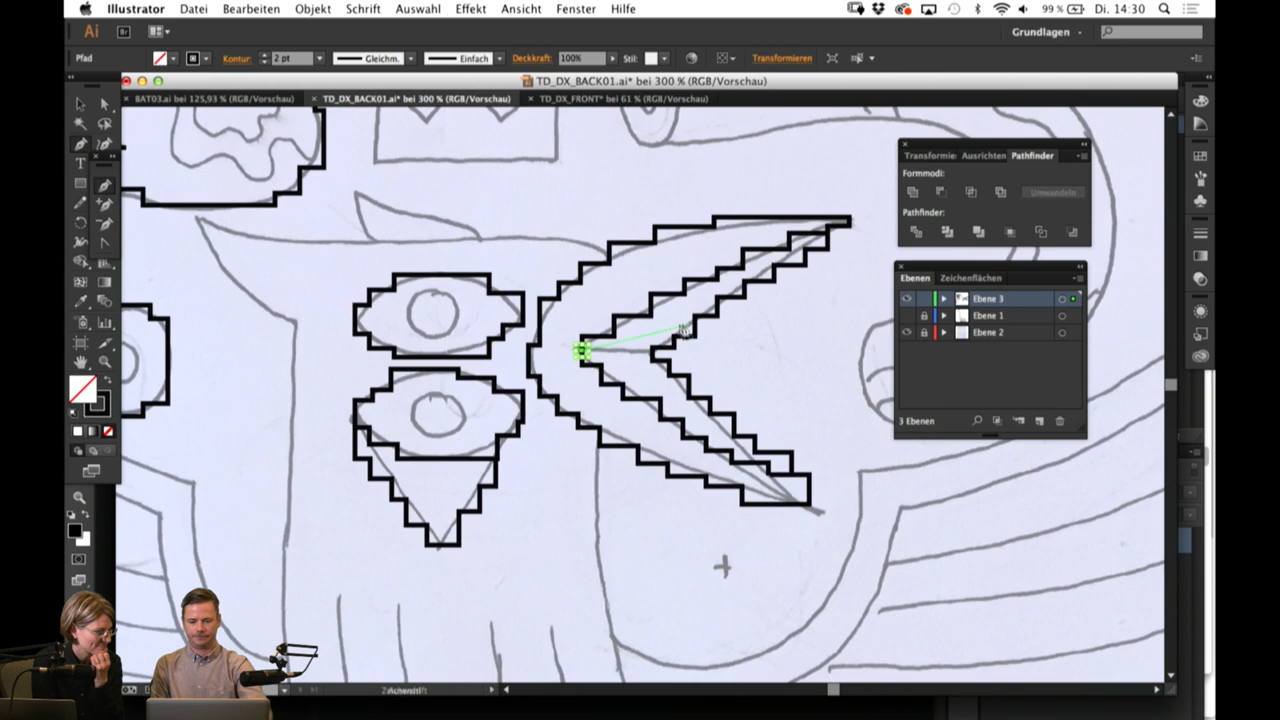 Illustrator Datei Bearbeiten Objekt Schrift Auswahl Effekt Ansicht Fenster Hilfe 99 % Di. 14:30
Ai Br Grundlagen
Pfad Kontur: 2 pt Gleichm. Einfach Deckkraft: 100% Stil: Transformieren
TD_DX_BACK01.ai* bei 300 % (RGB/Vorschau)
BAT03.ai bei 125,93 % (RGB/Vorschau) TD_DX_BACK01.ai* bei 300 % (RGB/Vorschau) TD_DX_FRONT* bei 61 % (RGB/Vorschau)
Transformie Ausrichten Pathfinder
Formmodi:
Umwandeln
Pathfinder:
Ebenen Zeichenflächen
Ebene 3
Ebene 1
Ebene 2
3 Ebenen
Zeichenstift